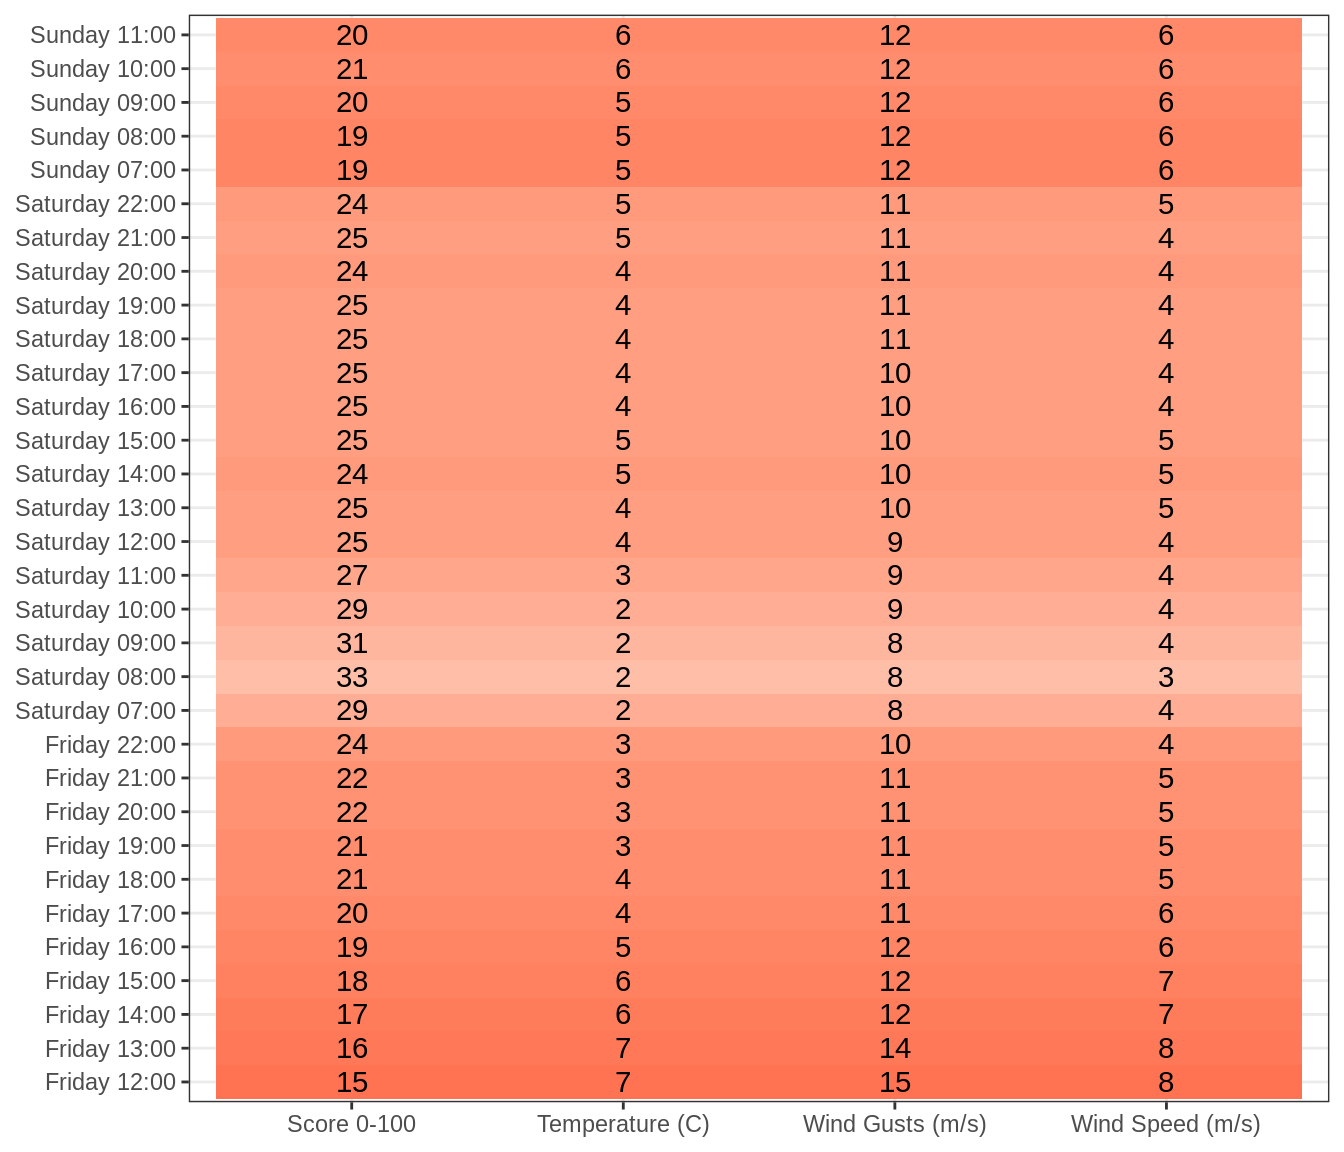 Sunday 11:00 20 6 12 6
Sunday 10:00 21 6 12 6
Sunday 09:00 20 5 12 6
Sunday 08:00 19 5 12 6
Sunday 07:00 19 5 12 6
Saturday 22:00 24 5 11 5
Saturday 21:00 25 5 11 4
Saturday 20:00 24 4 11 4
Saturday 19:00 25 4 11 4
Saturday 18:00 25 4 11 4
Saturday 17:00 25 4 10 4
Saturday 16:00 25 4 10 4
Saturday 15:00 25 5 10 5
Saturday 14:00 24 5 10 5
Saturday 13:00 25 4 10 5
Saturday 12:00 25 4 9 4
Saturday 11:00 27 3 9 4
Saturday 10:00 29 2 9 4
Saturday 09:00 31 2 8 4
Saturday 08:00 33 2 8 3
Saturday 07:00 29 2 8 4
Friday 22:00 24 3 10 4
Friday 21:00 22 3 11 5
Friday 20:00 22 3 11 5
Friday 19:00 21 3 11 5
Friday 18:00 21 4 11 5
Friday 17:00 20 4 11 6
Friday 16:00 19 5 12 6
Friday 15:00 18 6 12 7
Friday 14:00 17 6 12 7
Friday 13:00 16 7 14 8
Friday 12:00 15 7 15 8
Score 0-100 Temperature (C) Wind Gusts (m/s) Wind Speed (m/s)